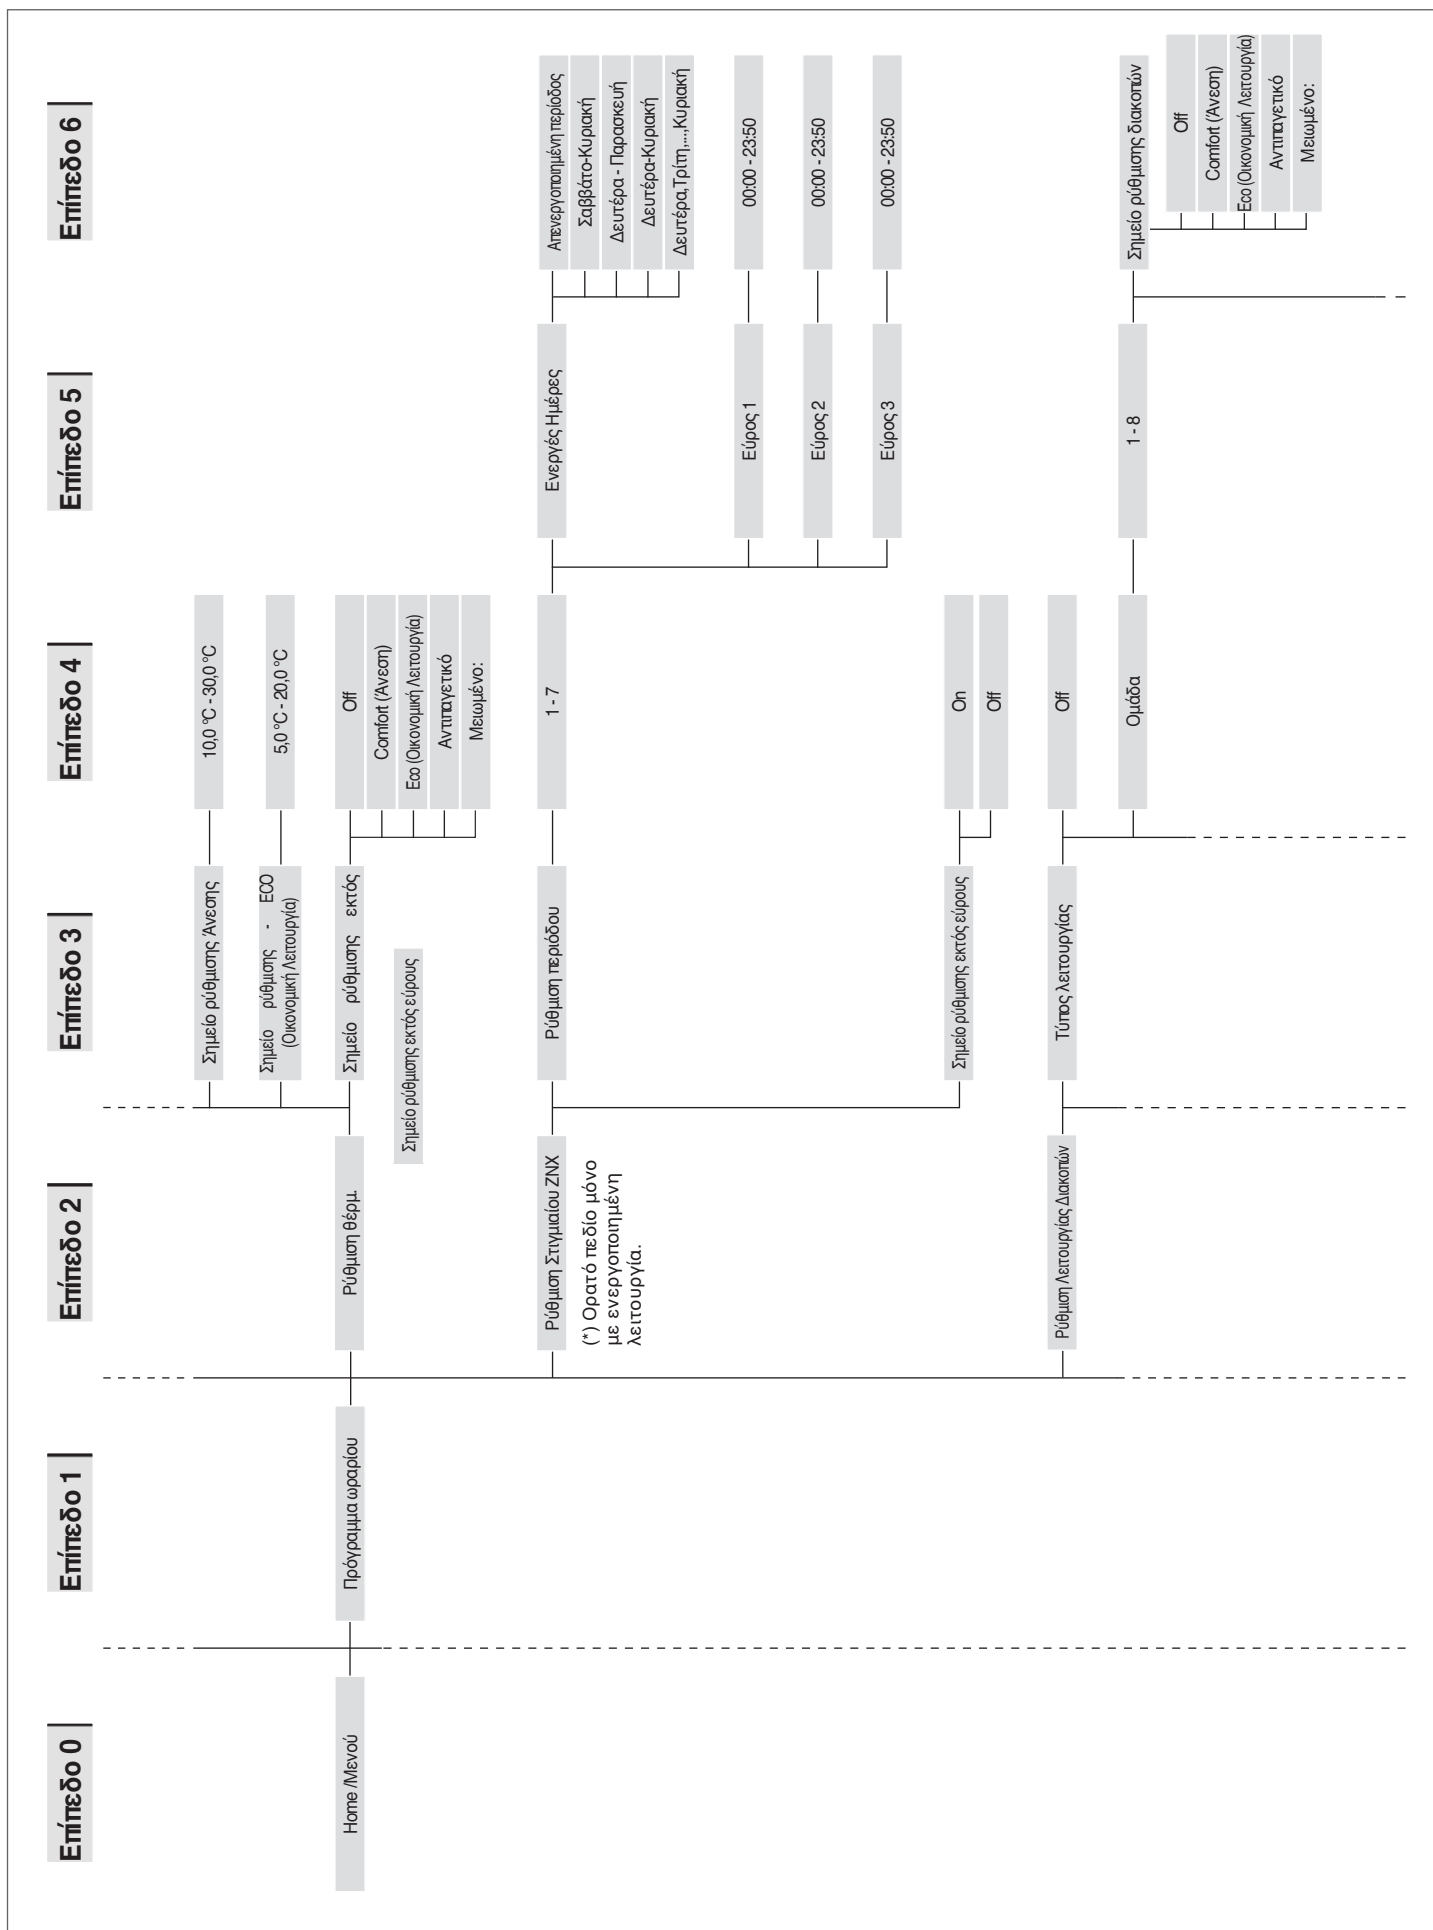 Επίπεδο 0
Επίπεδο 1
Επίπεδο 2
Επίπεδο 3
Επίπεδο 4
Επίπεδο 5
Επίπεδο 6
Σημείο ρύθμισης Άνεσης
10,0 °C - 30,0 °C
Σημείο ρύθμισης - ECO
(Οικονομική Λειτουργία)
5,0 °C - 20,0 °C
Home /Μενού
Πρόγραμμα ωραρίου
Ρύθμιση θέρμ.
Σημείο ρύθμισης εκτός
Off
Comfort (Άνεση)
Eco (Οικονομική Λειτουργία)
Αντιπαγετικό
Μειωμένο:
Σημείο ρύθμισης εκτός εύρους
Ρύθμιση Στιγμιαίου ΖΝΧ
Ρύθμιση περιόδου
1 - 7
Ενεργές Ημέρες
Απενεργοποιημένη περίοδος
Σαββάτο-Κυριακή
Δευτέρα - Παρασκευή
Δευτέρα-Κυριακή
Δευτέρα,Τρίτη,...,Κυριακή
(*) Ορατό πεδίο μόνο
με ενεργοποιημένη
λειτουργία.
Εύρος 1
00:00 - 23:50
Εύρος 2
00:00 - 23:50
Εύρος 3
00:00 - 23:50
Σημείο ρύθμισης εκτός εύρους
On
Off
Ρύθμιση Λειτουργίας Διακοπών
Τύπος λειτουργίας
Off
Ομάδα
1 - 8
Σημείο ρύθμισης διακοπών
Off
Comfort (Άνεση)
Eco (Οικονομική Λειτουργία)
Αντιπαγετικό
Μειωμένο: